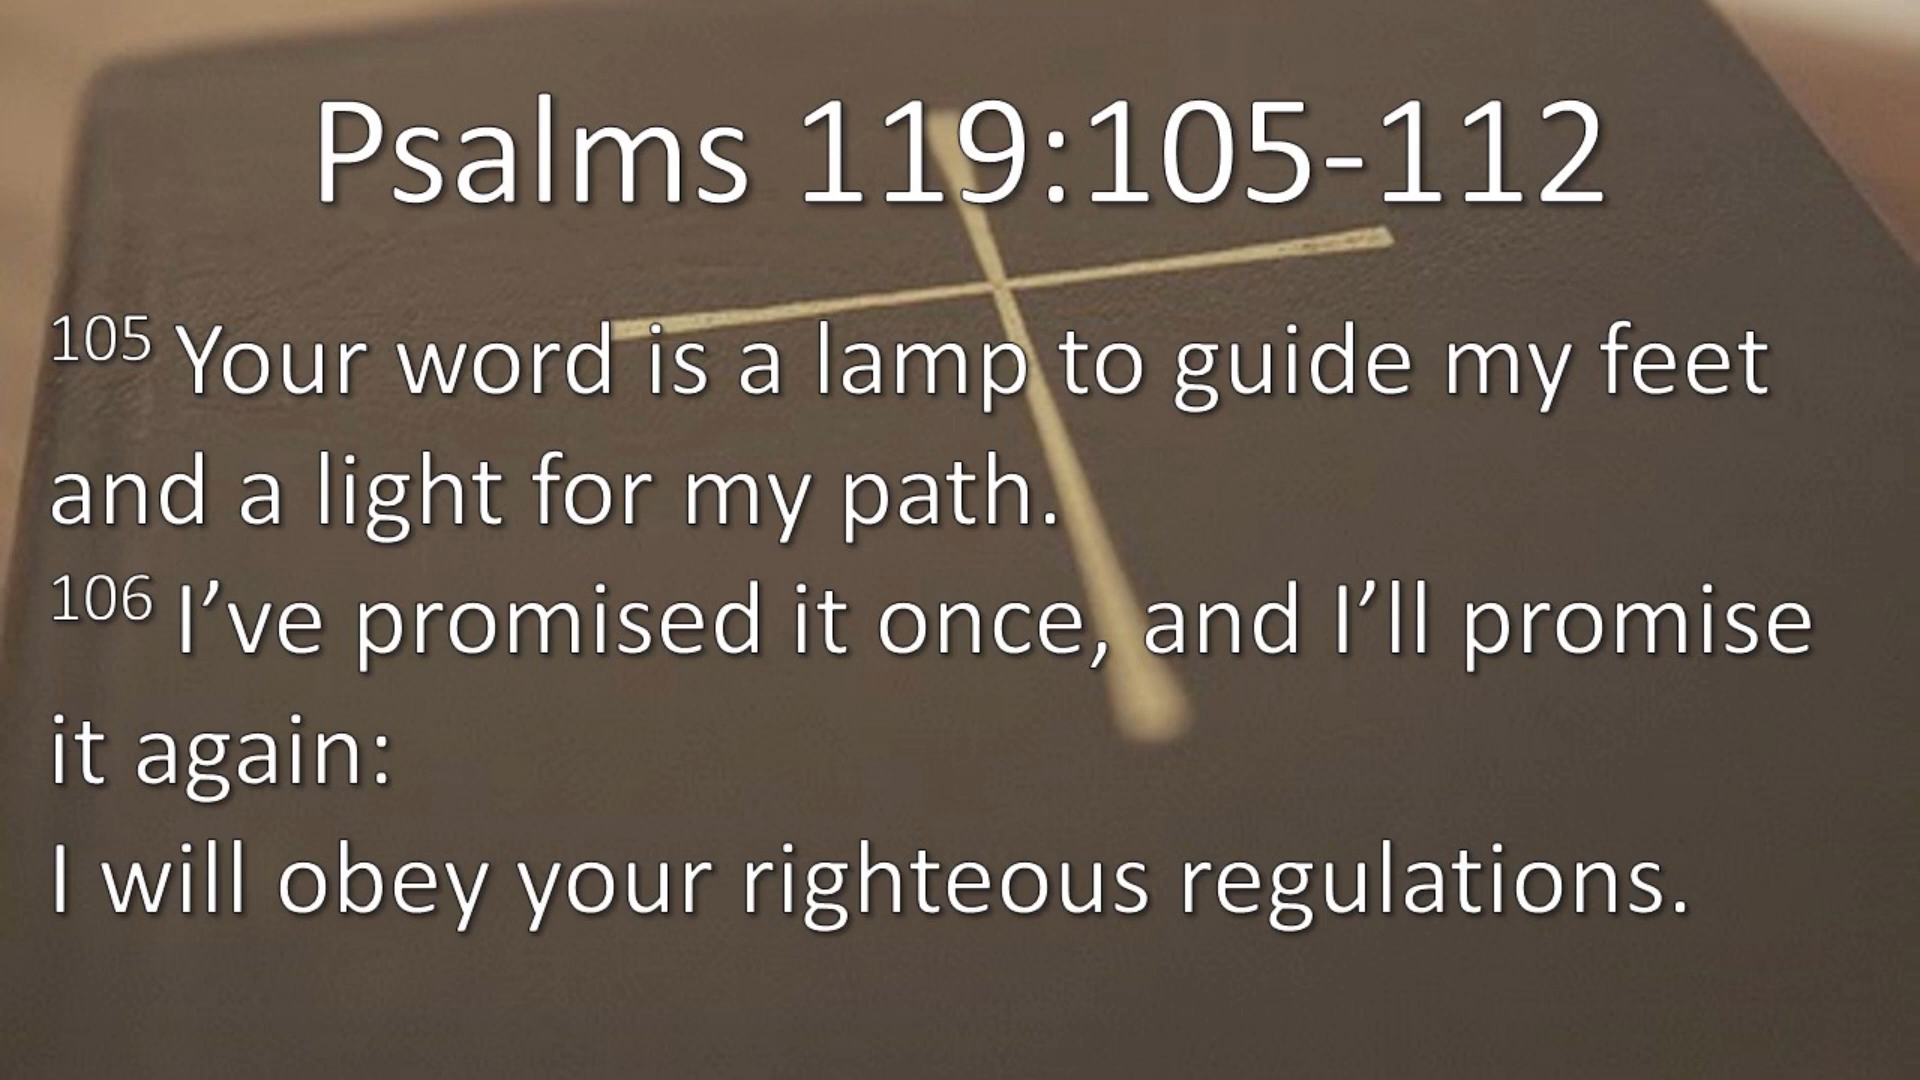 Psalms 119:105-112
105 Your word is a lamp to guide my feet
and a light for my path.
106 I’ve promised it once, and I’ll promise
it again:
I will obey your righteous regulations.